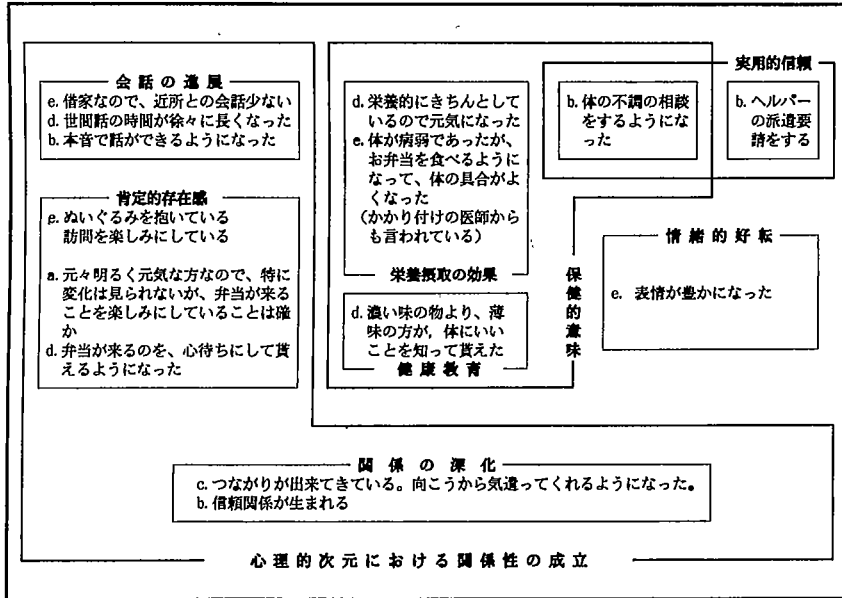 会話の進展
e. 借家なので、近所との会話少ない
d. 世間話の時間が徐々に長くなった
b. 本音で話ができるようになった
肯定的存在感
e. ぬいぐるみを抱いている
訪問を楽しみにしている
a. 元々明るく元気な方なので、特に
変化は見られないが、弁当が来る
ことを楽しみにしていることは確
か
d. 弁当が来るのを、心待ちにして貰
えるようになった
d. 栄養的にきちんとして
いるので元気になった
e. 体が病弱であったが、
お弁当を食べるように
なって、体の具合がよ
くなった
(かかり付けの医師から
も言われている)
栄養摂取の効果
d. 濃い味の物より、薄
味の方が、体にいい
ことを知って貰えた
健康教育
保健的意味
実用的信頼
b. 体の不調の相談
をするようにな
った
b. ヘルパー
の派遣要
請をする
情緒的好転
e. 表情が豊かになった
関係の深化
c. つながりが出来てきている。向こうから気遣ってくれるようになった。
b. 信頼関係が生まれる
心理的次元における関係性の成立